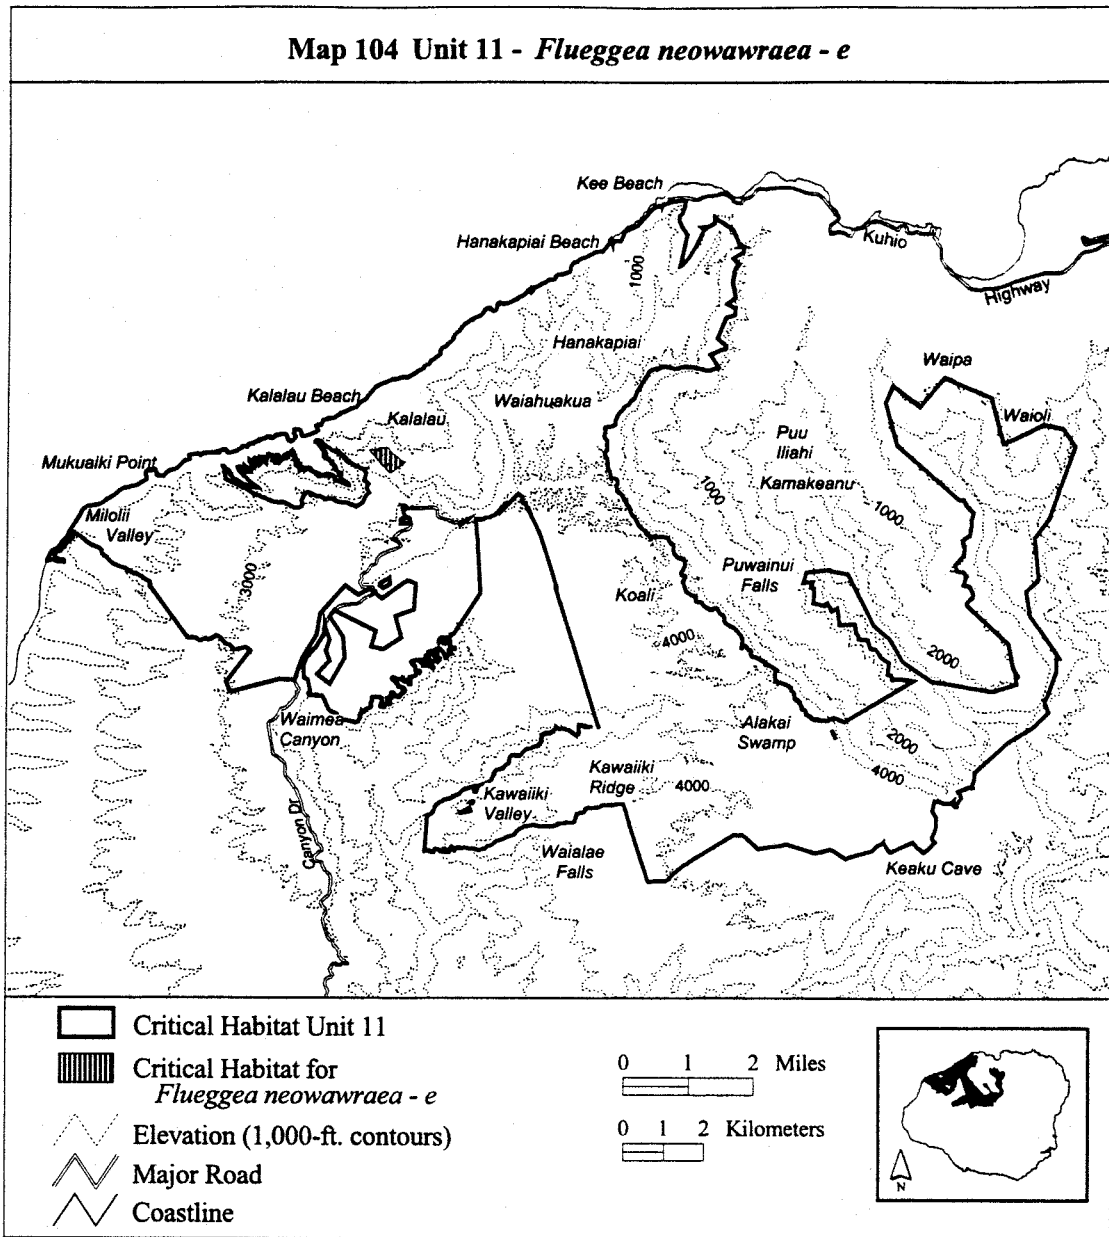 Map 104 Unit 11 - Flueggea neowawraea - e
Kee Beach
Hanakapiai Beach
Kuhio
Highway
1000
Hanakapiai
Waipa
Kalalau Beach
Waiahuakua
Kalalau
Waioli
Puu
Iliahi
Mukuaiki Point
Kamakeanu
1000
1000
Milolii
Valley
Puwainui
Falls
3000
Koali
4000
2000
Waimea
Canyon
Alakai
Swamp
2000
4000
Kawaiiki
Ridge
4000
Kawaiiki
Valley
Canyon Dr
Waialae
Falls
Keaku Cave
Critical Habitat Unit 11
Critical Habitat for
Flueggea neowawraea - e
Elevation (1,000-ft. contours)
Major Road
Coastline
0 1 2 Miles
0 1 2 Kilometers
N